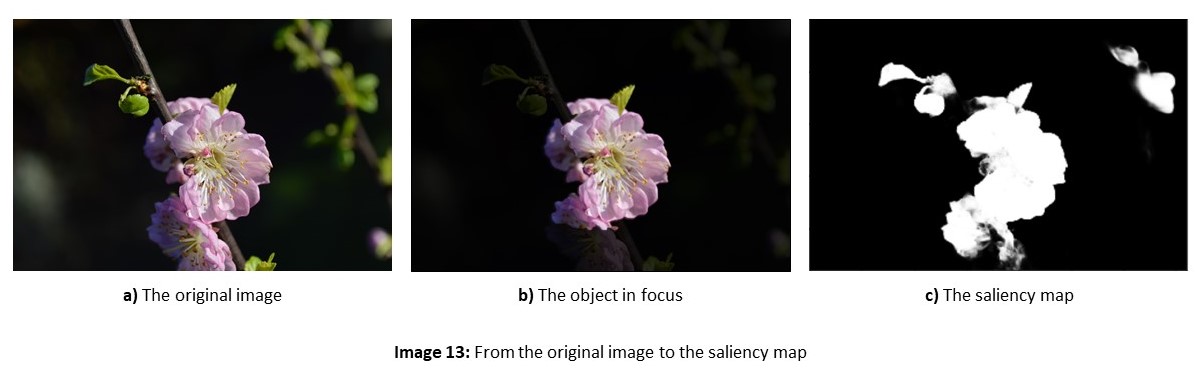 a) The original image
b) The object in focus
c) The saliency map
Image 13: From the original image to the saliency map